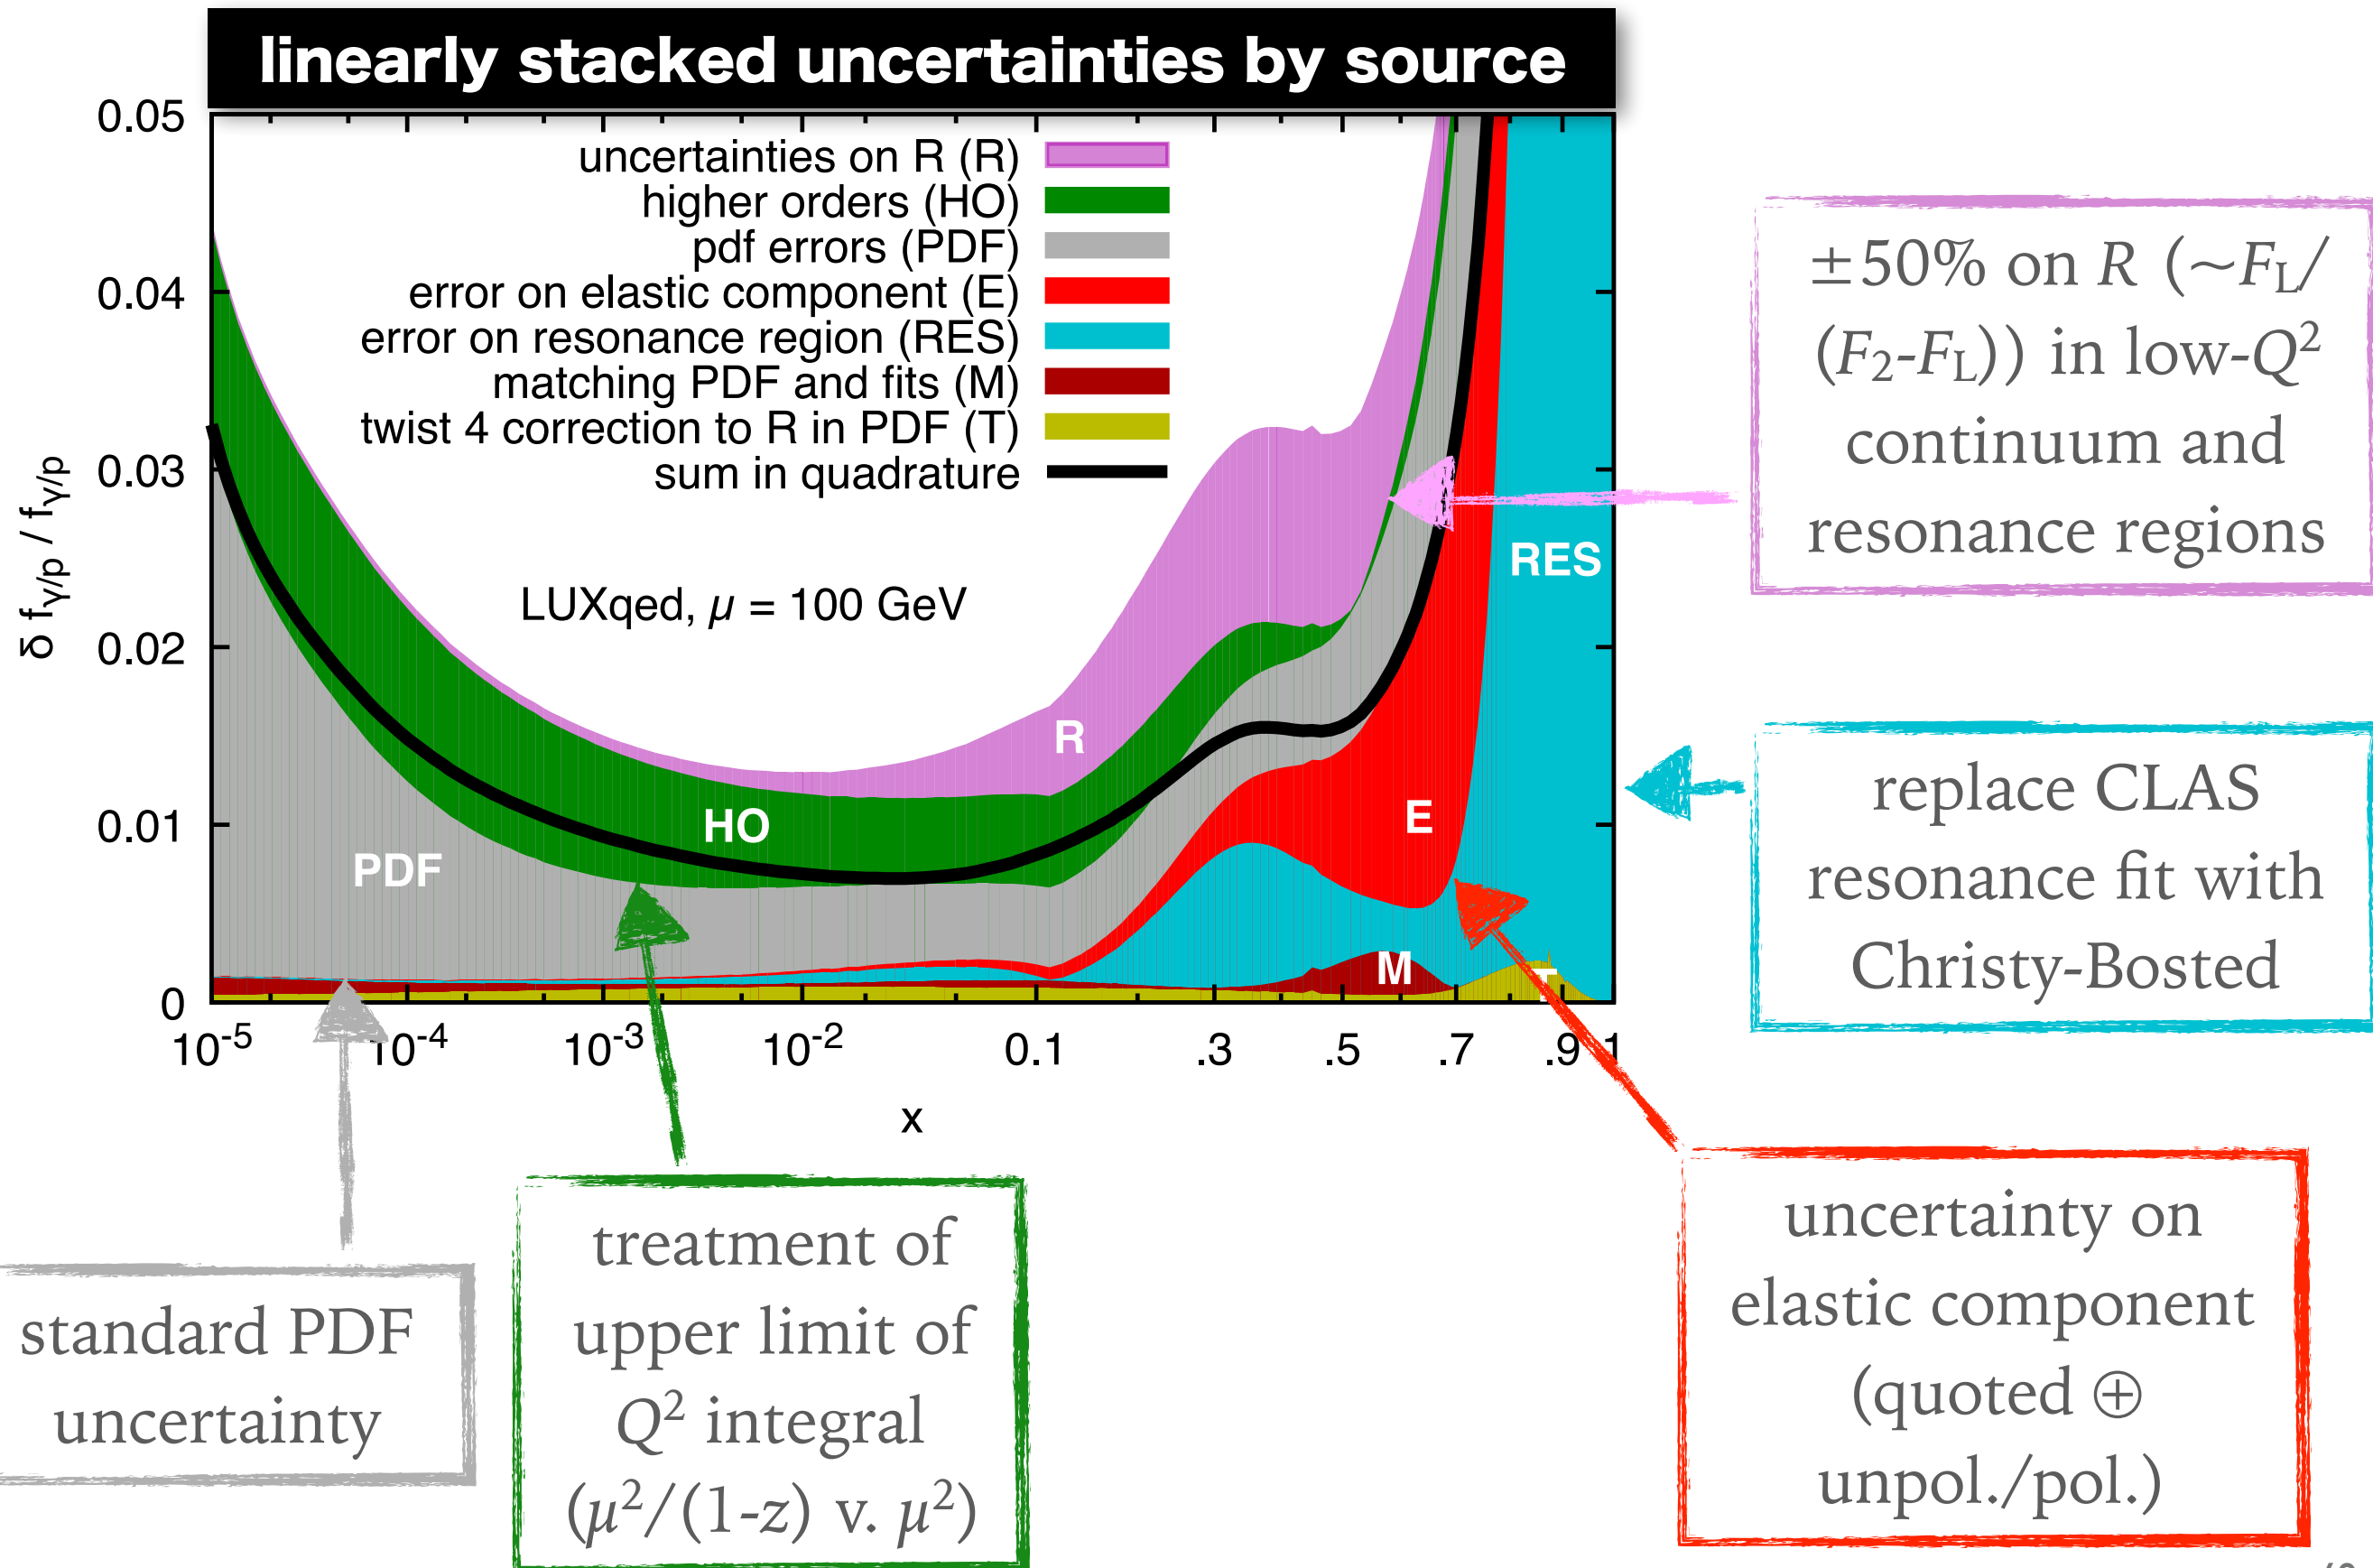 linearly stacked uncertainties by source
0.05
0.04
0.03
0.02
0.01
0
δ fγ/p / fγ/p
uncertainties on R (R)
higher orders (HO)
pdf errors (PDF)
error on elastic component (E)
error on resonance region (RES)
matching PDF and fits (M)
twist 4 correction to R in PDF (T)
sum in quadrature
LUXqed, μ = 100 GeV
RES
R
HO
E
PDF
M
T
10-5 10-4 10-3 10-2 0.1 .3 .5 .7 .9 1
x
±50% on R (~FL/
(F2-FL)) in low-Q2
continuum and
resonance regions
replace CLAS
resonance fit with
Christy-Bosted
standard PDF
uncertainty
treatment of
upper limit of
Q2 integral
(μ2/(1-z) v. μ2)
uncertainty on
elastic component
(quoted ⊕
unpol./pol.)